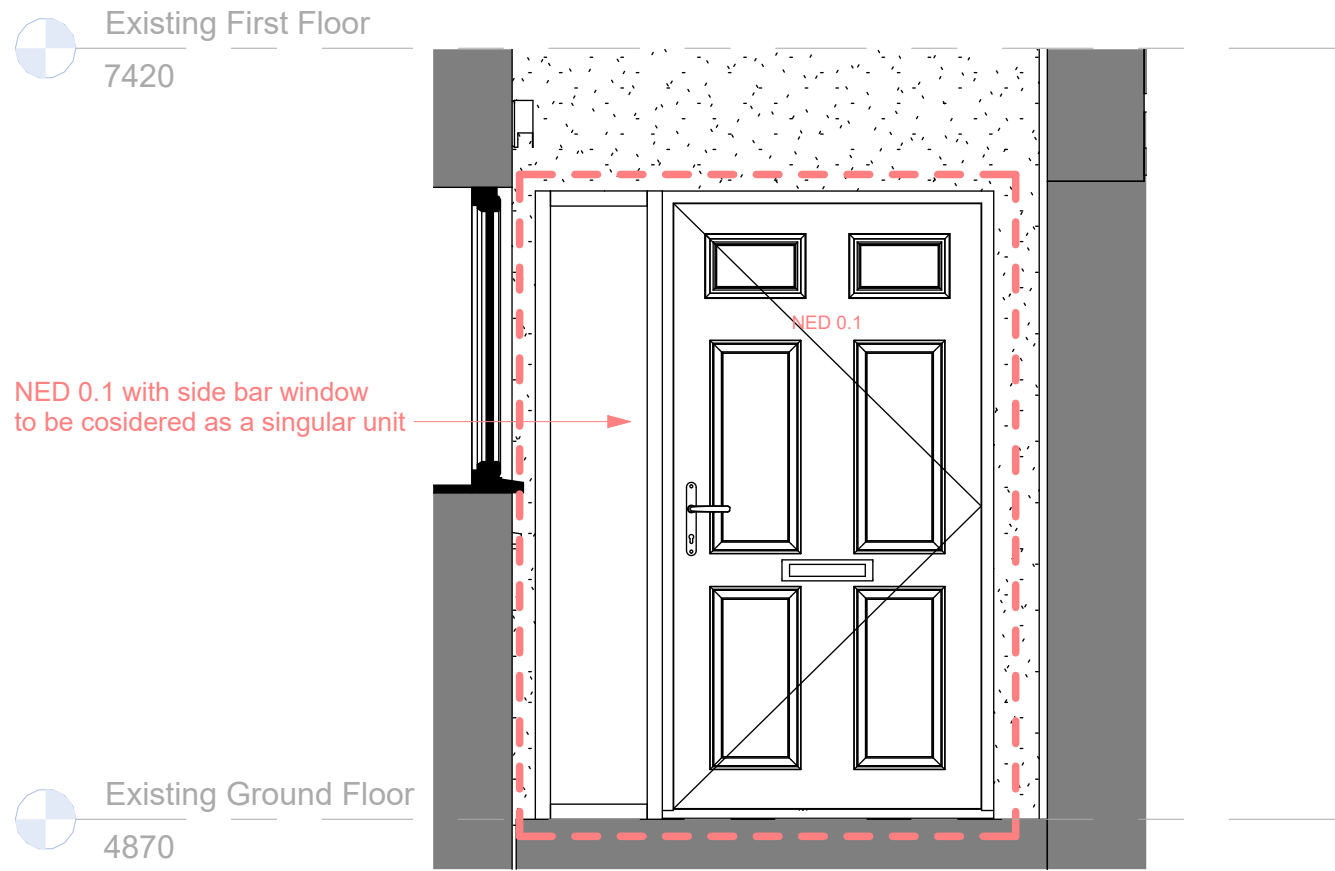 Existing First Floor
7420
NED 0.1
NED 0.1 with side bar window
to be cosidered as a singular unit
Existing Ground Floor
4870